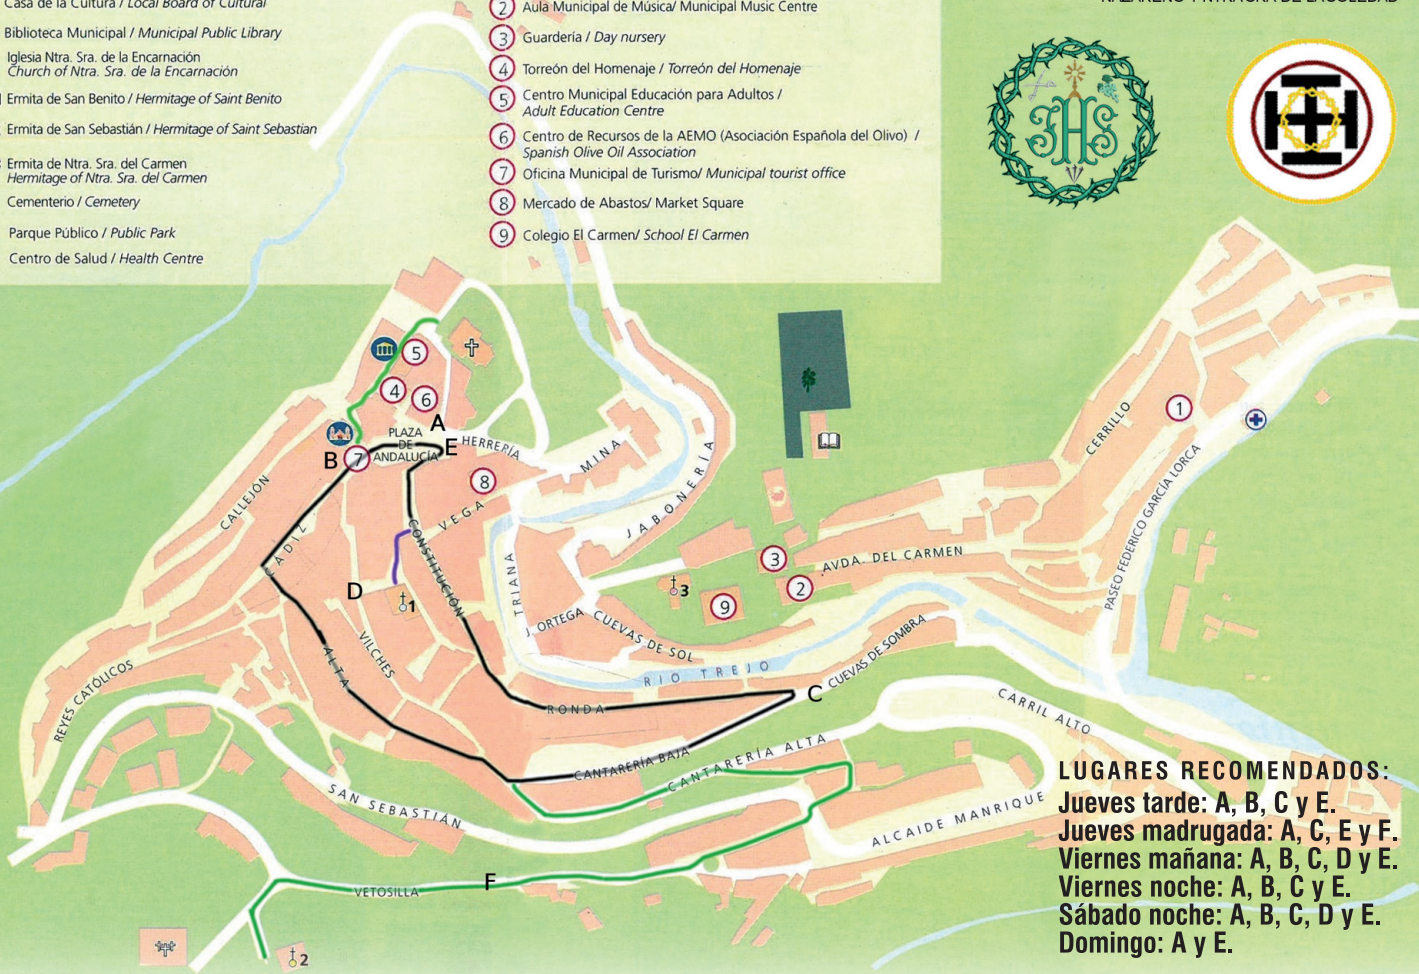 Casa de la Cultura / Local Board of Cultural
Biblioteca Municipal / Municipal Public Library
Iglesia Ntra. Sra. de la Encarnación
Church of Ntra. Sra. de la Encarnación
Ermita de San Benito / Hermitage of Saint Benito
Ermita de San Sebastián / Hermitage of Saint Sebastian
Ermita de Ntra. Sra. del Carmen
Hermitage of Ntra. Sra. del Carmen
Cementerio / Cemetery
Parque Público / Public Park
Centro de Salud / Health Centre
2 Aula Municipal de Música/ Municipal Music Centre
3 Guardería / Day nursery
4 Torreón del Homenaje / Torreón del Homenaje
5 Centro Municipal Educación para Adultos /
Adult Education Centre
6 Centro de Recursos de la AEMO (Asociación Española del Olivo) /
Spanish Olive Oil Association
7 Oficina Municipal de Turismo/ Municipal tourist office
8 Mercado de Abastos/ Market Square
9 Colegio El Carmen/ School El Carmen
JHS
5
4
6
A
PLAZA
DE
ANDALUCÍA
E
HERRERÍA
B
7
8
MINA
JABONERÍA
CALLEJÓN
CÁDIZ
VEGA
CONSTITUCIÓN
TRIANA
D
1
3
9
3
2
AVDA. DEL CARMEN
CERRILLO
1
PASEO FEDERICO GARCÍA LORCA
J. ORTEGA
CUEVAS DE SOL
RIO TREJO
CUEVAS DE SOMBRA
VILCHES
ALTA
REYES CATÓLICOS
RONDA
C
CANTARERÍA BAJA
CANTARERÍA ALTA
CARRIL ALTO
SAN SEBASTIÁN
ALCAIDE MANRIQUE
VETOSILLA
F
2
LUGARES RECOMENDADOS:
Jueves tarde: A, B, C y E.
Jueves madrugada: A, C, E y F.
Viernes mañana: A, B, C, D y E.
Viernes noche: A, B, C y E.
Sábado noche: A, B, C, D y E.
Domingo: A y E.